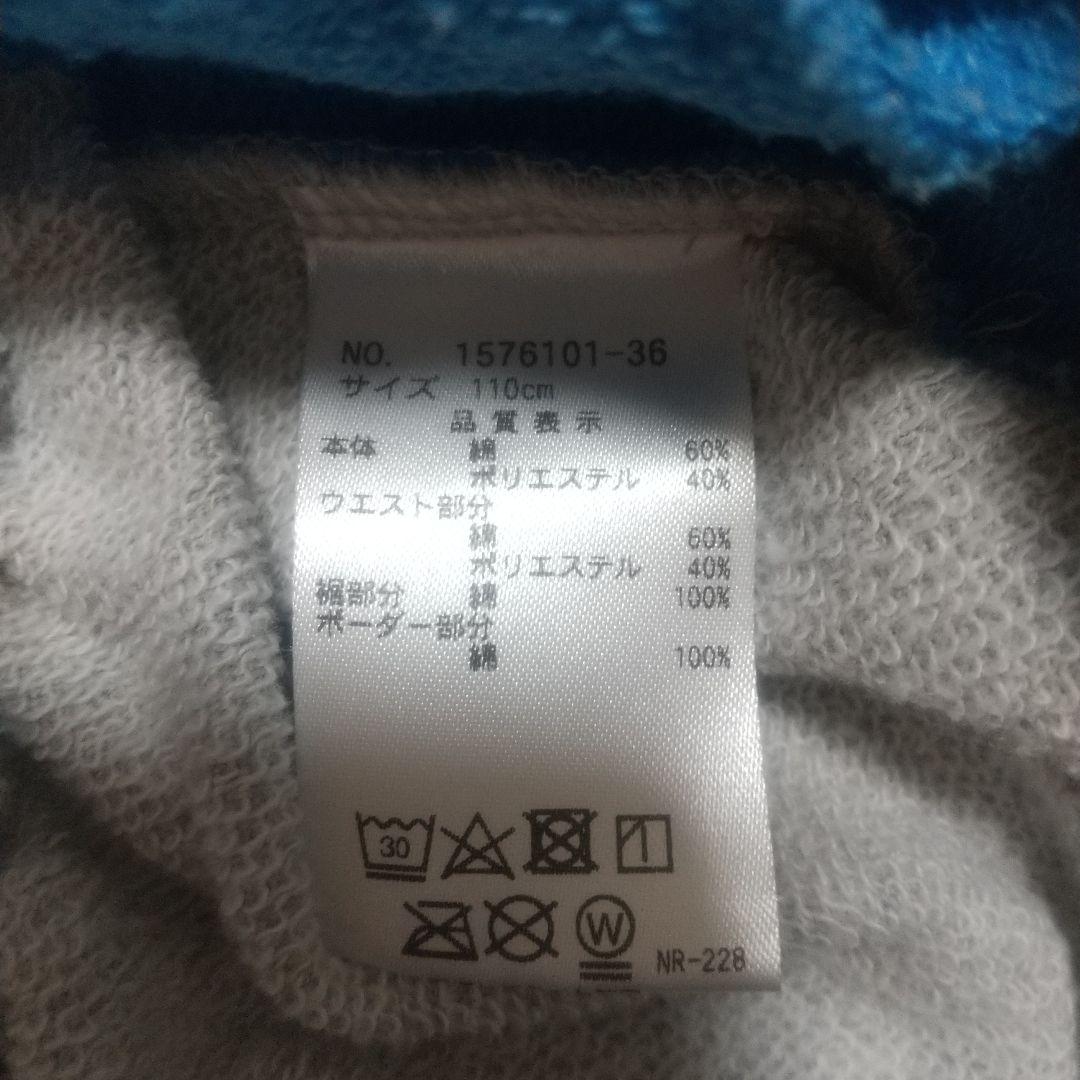 NO. 1576101-36
サイズ 110cm
品質表示
本体 綿 60%
ポリエステル 40%
ウエスト部分
綿 60%
ポリエステル 40%
裾部分 綿 100%
ボーダー部分
綿 100%
30
W
NR-228